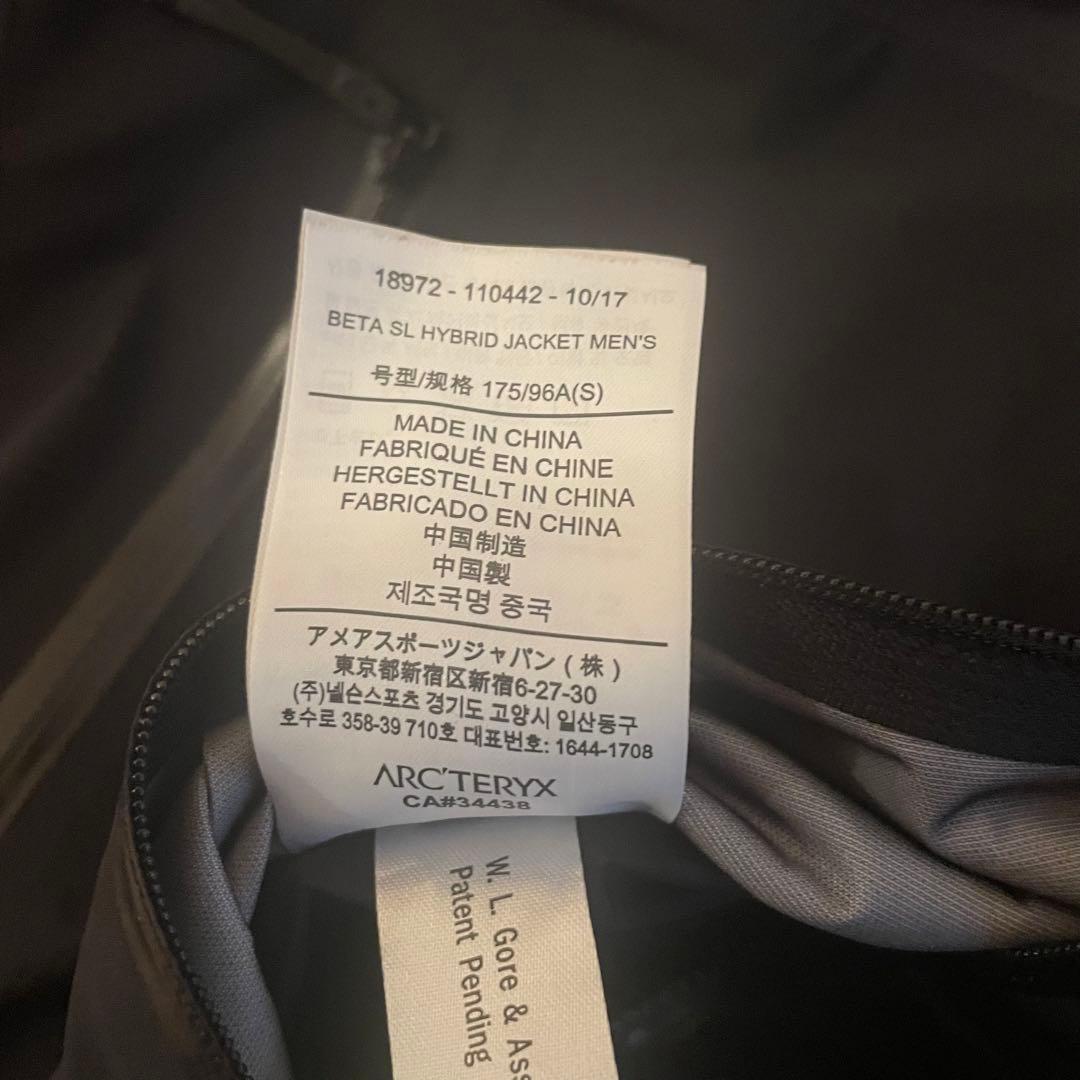 18972 - 110442 - 10/17
BETA SL HYBRID JACKET MEN'S
号型/规格 175/96A(S)
MADE IN CHINA
FABRIQUÉ EN CHINE
HERGESTELLT IN CHINA
FABRICADO EN CHINA
中国制造
中国製
제조국명 중국
アメアスポーツジャパン ( 株 )
東京都新宿区新宿6-27-30
(주)넬슨스포츠 경기도 고양시 일산동구
호수로 358-39 710호 대표번호: 1644-1708
ARC'TERYX
CA#34438
W. L. Gore &
Patent Pending